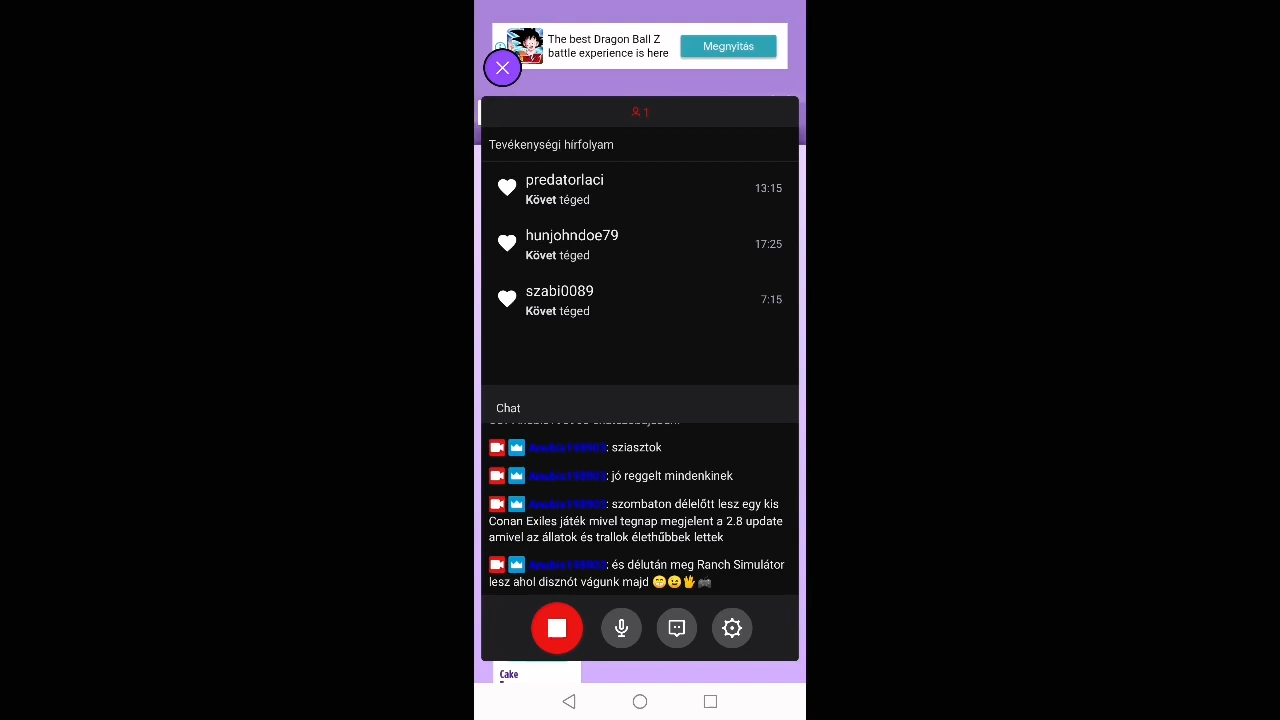 The best Dragon Ball Z
battle experience is here
Megnyitás
1
Tevékenységi hírfolyam
predatorlaci
13:15
Követ téged
hunjohndoe79
17:25
Követ téged
szabi0089
7:15
Követ téged
Chat
: sziasztok
: jó reggelt mindenkinek
: szombaton délelőtt lesz egy kis
Conan Exiles játék mivel tegnap megjelent a 2.8 update
amivel az állatok és trallok élethűbbek lettek
: és délután meg Ranch Simulátor
lesz ahol disznót vágunk majd 😁😉🖖🎮
Cake